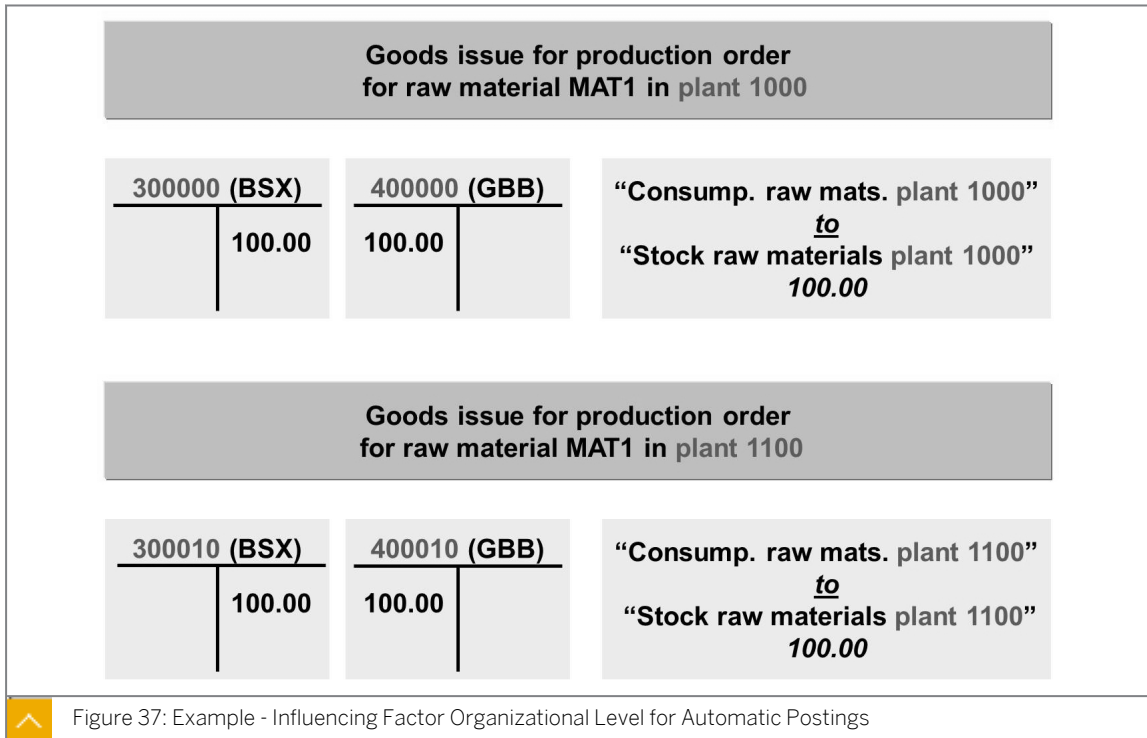 Goods issue for production order
for raw material MAT1 in plant 1000
300000 (BSX)
100.00
400000 (GBB)
100.00
“Consump. raw mats. plant 1000”
to
“Stock raw materials plant 1000”
100.00
Goods issue for production order
for raw material MAT1 in plant 1100
300010 (BSX)
100.00
400010 (GBB)
100.00
“Consump. raw mats. plant 1100”
to
“Stock raw materials plant 1100”
100.00
Figure 37: Example - Influencing Factor Organizational Level for Automatic Postings